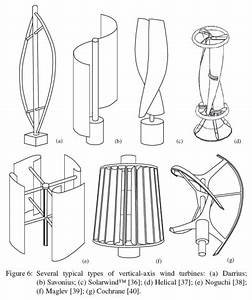 (a) (b) (c) (d)
(e) (f) (g)
Figure 6: Several typical types of vertical-axis wind turbines: (a) Darrius;
(b) Savonius; (c) Solarwind™ [36]; (d) Helical [37]; (e) Noguchi [38];
(f) Maglev [39]; (g) Cochrane [40].